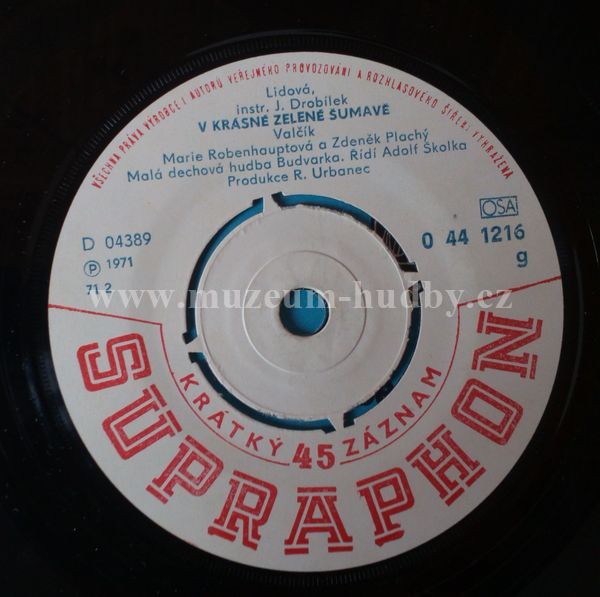 VŠECHNA PRÁVA VÝROBCE I AUTORŮ VEŘEJNÉHO PROVOZOVÁNÍ A ROZHLASOVÉHO ŠÍŘENÍ VYHRAŽENA
Lidová,
instr. J. Drobílek
V KRÁSNÉ ZELENÉ ŠUMAVĚ
Valčík
Marie Robenhauptová a Zdeněk Plachý
Malá dechová hudba Budvarka. Řídí Adolf Školka
Produkce R. Urbanec
OSA
D 04389
0 44 1216
Ⓟ 1971
g
71 2
www.muzeum-hudby.cz
KRÁTKÝ 45 ZÁZNAM
SUPRAPHON